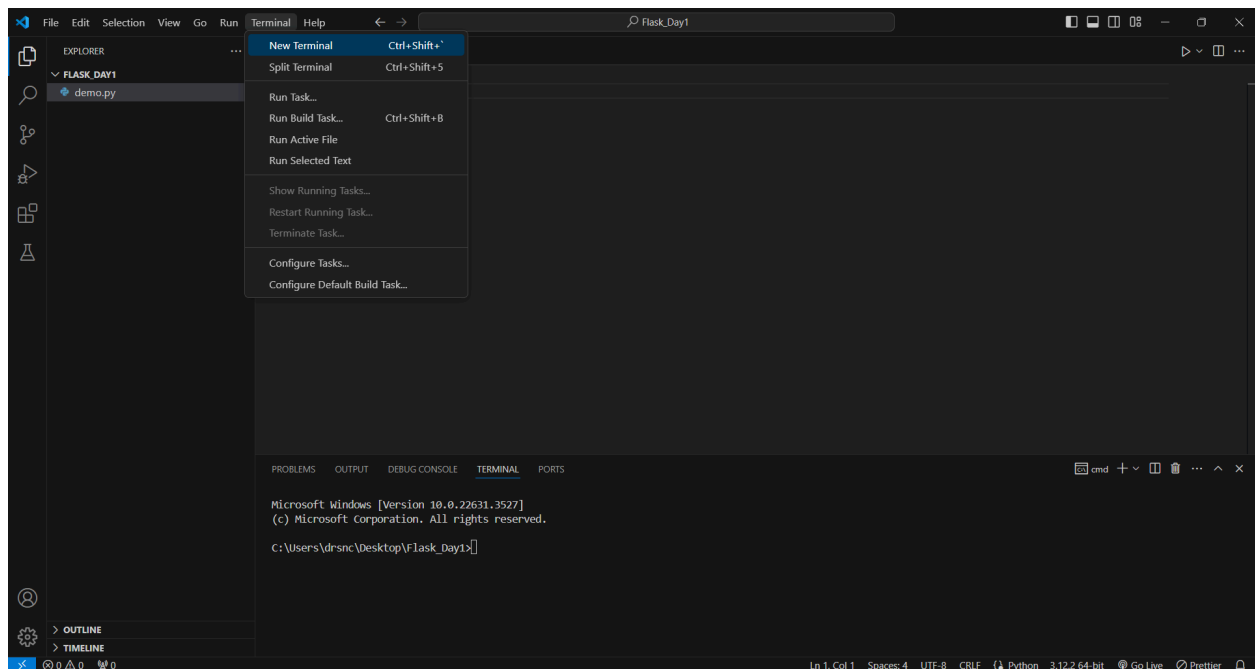 File Edit Selection View Go Run Terminal Help Flask_Day1
EXPLORER
FLASK_DAY1
demo.py
New Terminal Ctrl+Shift+`
Split Terminal Ctrl+Shift+5
Run Task...
Run Build Task... Ctrl+Shift+B
Run Active File
Run Selected Text
Show Running Tasks...
Restart Running Task...
Terminate Task...
Configure Tasks...
Configure Default Build Task...
PROBLEMS OUTPUT DEBUG CONSOLE TERMINAL PORTS cmd
Microsoft Windows [Version 10.0.22631.3527]
(c) Microsoft Corporation. All rights reserved.
C:\Users\drsnc\Desktop\Flask_Day1>
OUTLINE
TIMELINE
0 0 0 Ln 1, Col 1 Spaces: 4 UTF-8 CRLF Python 3.12.2 64-bit Go Live Prettier